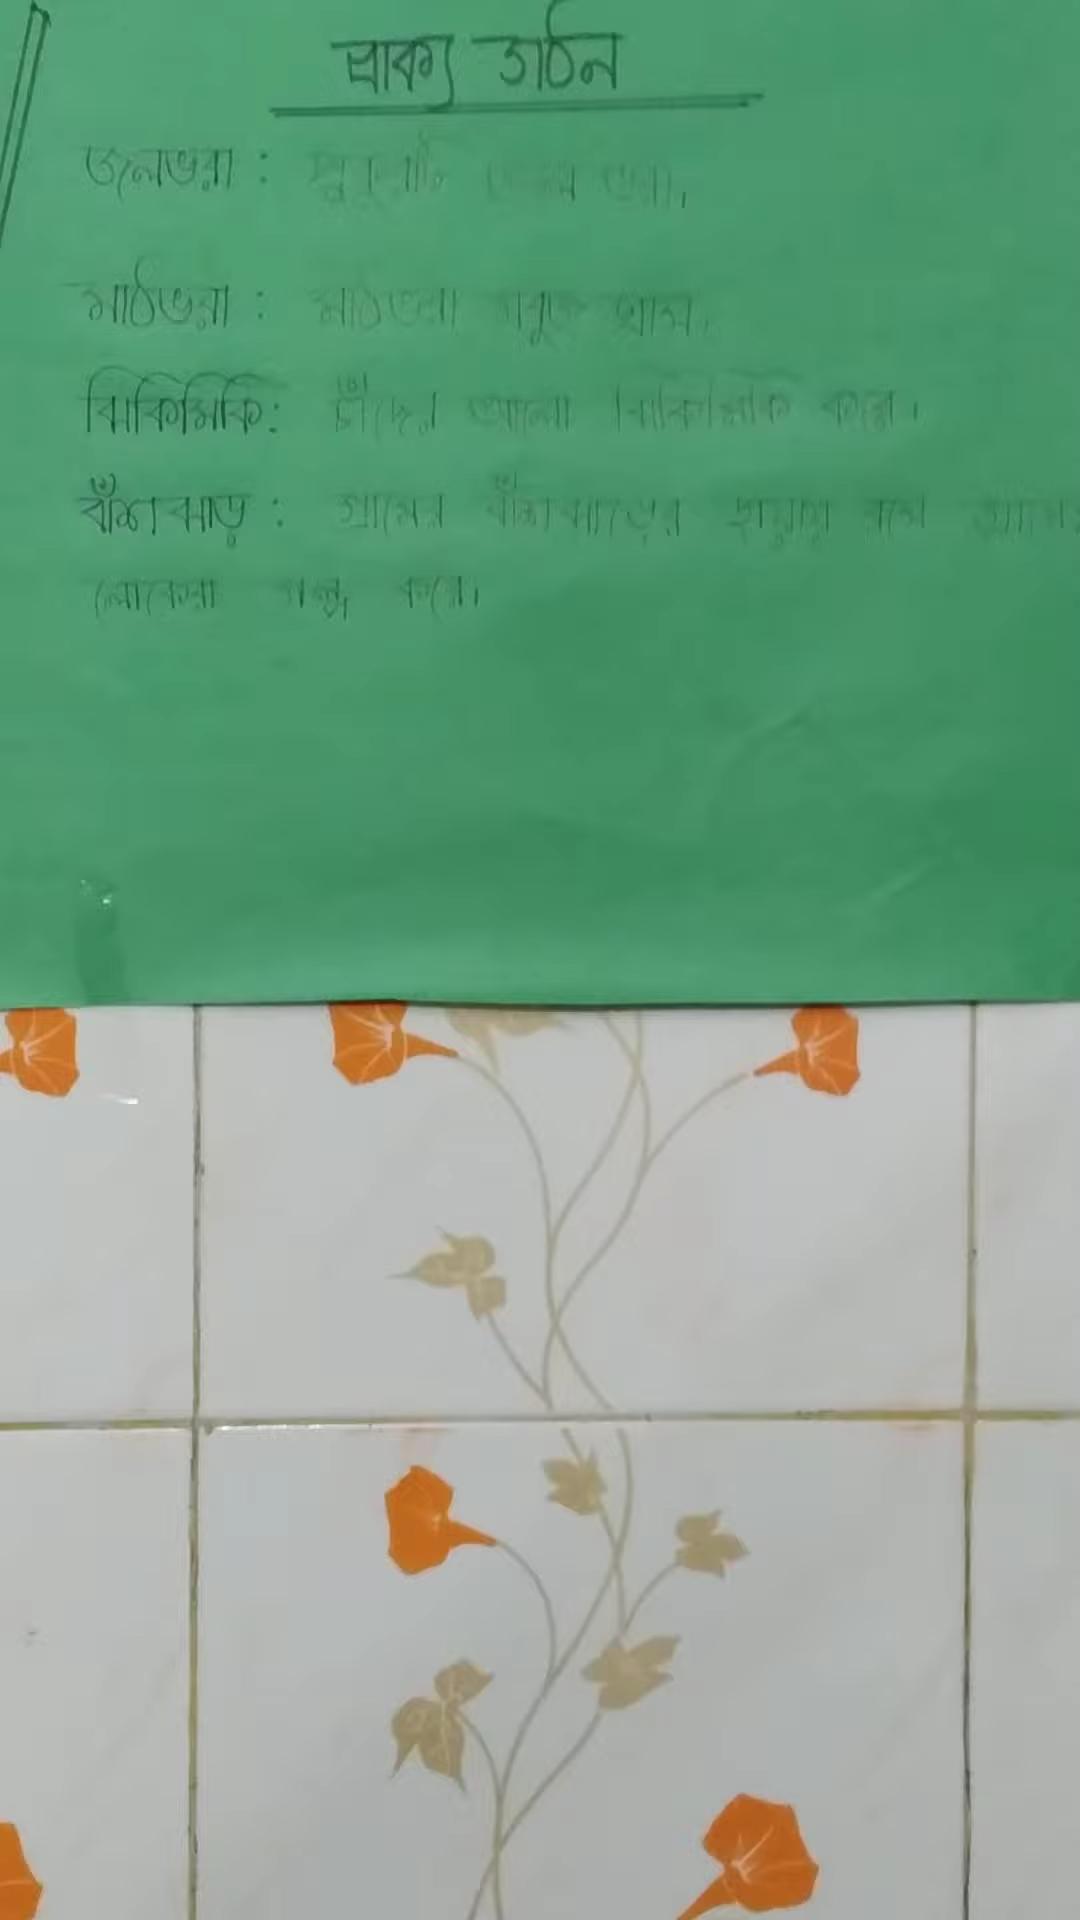 বাক্য গঠন
জলভরা : পুকুরটি জলে ভরা।
মাঠভরা : মাঠভরা সবুজ ঘাস।
ঝিকিমিকি: চাঁদের আলো ঝিকিমিকি করে।
বাঁশঝাড় : গ্রামের বাঁশঝাড়ের ছায়ায় বসে
লোকেরা গল্প করে।